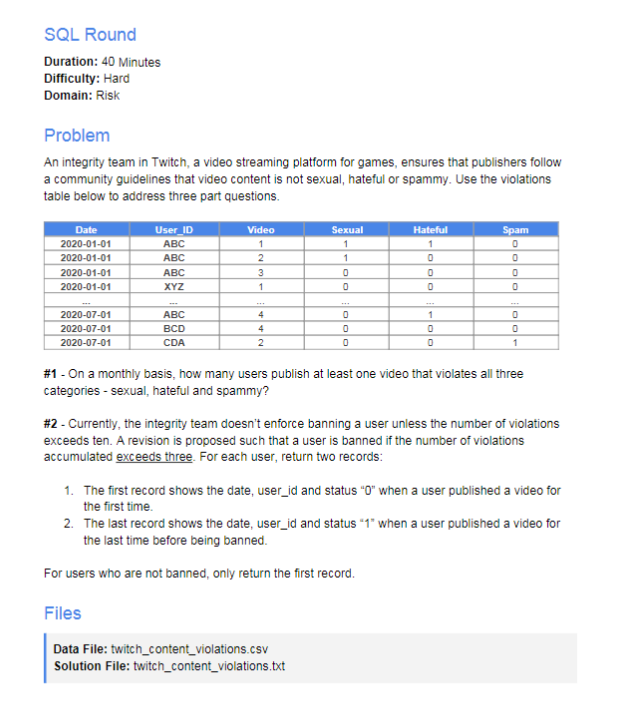 SQL Round
Duration: 40 Minutes
Difficulty: Hard
Domain: Risk
Problem
An integrity team in Twitch, a video streaming platform for games, ensures that publishers follow
a community guidelines that video content is not sexual, hateful or spammy. Use the violations
table below to address three part questions.
Date User_ID Video Sexual Hateful Spam
2020-01-01 ABC 1 1 1 0
2020-01-01 ABC 2 1 0 0
2020-01-01 ABC 3 0 0 0
2020-01-01 XYZ 1 0 0 0
... ... ... ... ... ...
2020-07-01 ABC 4 0 1 0
2020-07-01 BCD 4 0 0 0
2020-07-01 CDA 2 0 0 1
#1 - On a monthly basis, how many users publish at least one video that violates all three
categories - sexual, hateful and spammy?
#2 - Currently, the integrity team doesn't enforce banning a user unless the number of violations
exceeds ten. A revision is proposed such that a user is banned if the number of violations
accumulated exceeds three. For each user, return two records:
1. The first record shows the date, user_id and status "0" when a user published a video for
the first time.
2. The last record shows the date, user_id and status "1" when a user published a video for
the last time before being banned.
For users who are not banned, only return the first record.
Files
Data File: twitch_content_violations.csv
Solution File: twitch_content_violations.txt